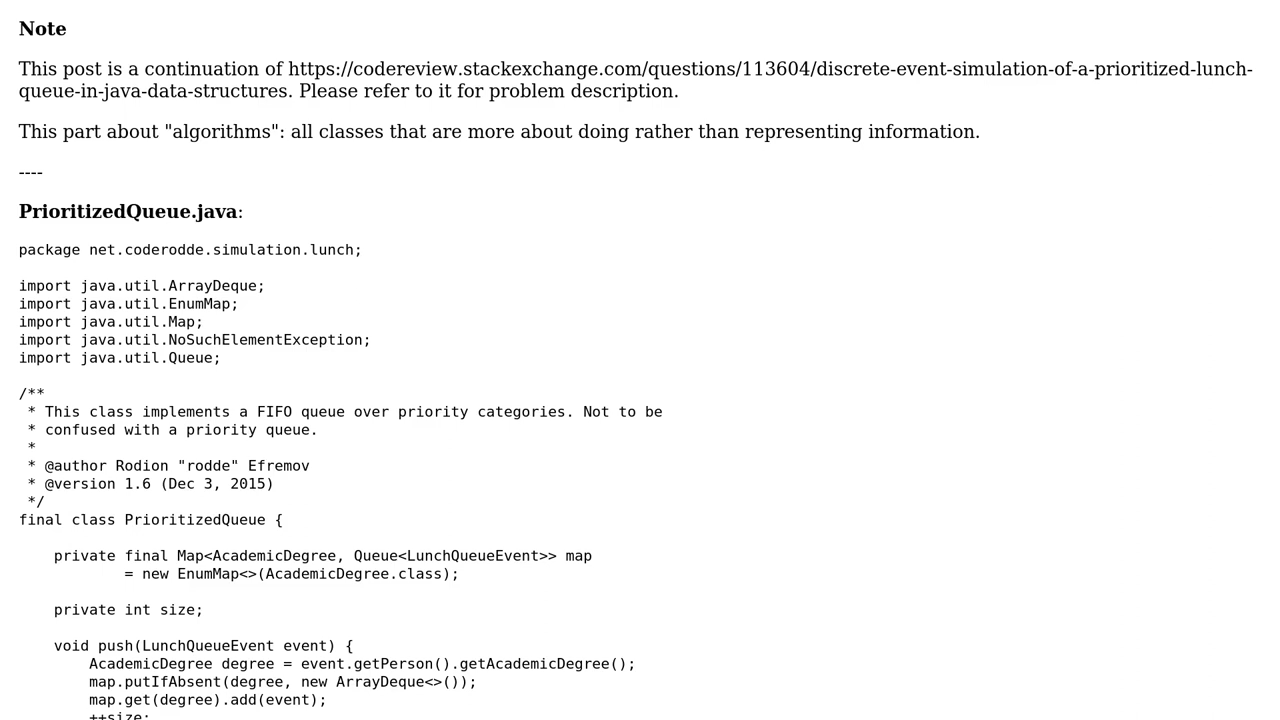 Note
This post is a continuation of https://codereview.stackexchange.com/questions/113604/discrete-event-simulation-of-a-prioritized-lunch-
queue-in-java-data-structures. Please refer to it for problem description.
This part about "algorithms": all classes that are more about doing rather than representing information.
----
PrioritizedQueue.java:
package net.coderodde.simulation.lunch;
import java.util.ArrayDeque;
import java.util.EnumMap;
import java.util.Map;
import java.util.NoSuchElementException;
import java.util.Queue;
/**
 * This class implements a FIFO queue over priority categories. Not to be
 * confused with a priority queue.
 *
 * @author Rodion "rodde" Efremov
 * @version 1.6 (Dec 3, 2015)
 */
final class PrioritizedQueue {
    private final Map<AcademicDegree, Queue<LunchQueueEvent>> map
            = new EnumMap<>(AcademicDegree.class);
    private int size;
    void push(LunchQueueEvent event) {
        AcademicDegree degree = event.getPerson().getAcademicDegree();
        map.putIfAbsent(degree, new ArrayDeque<>());
        map.get(degree).add(event);
        ++size;